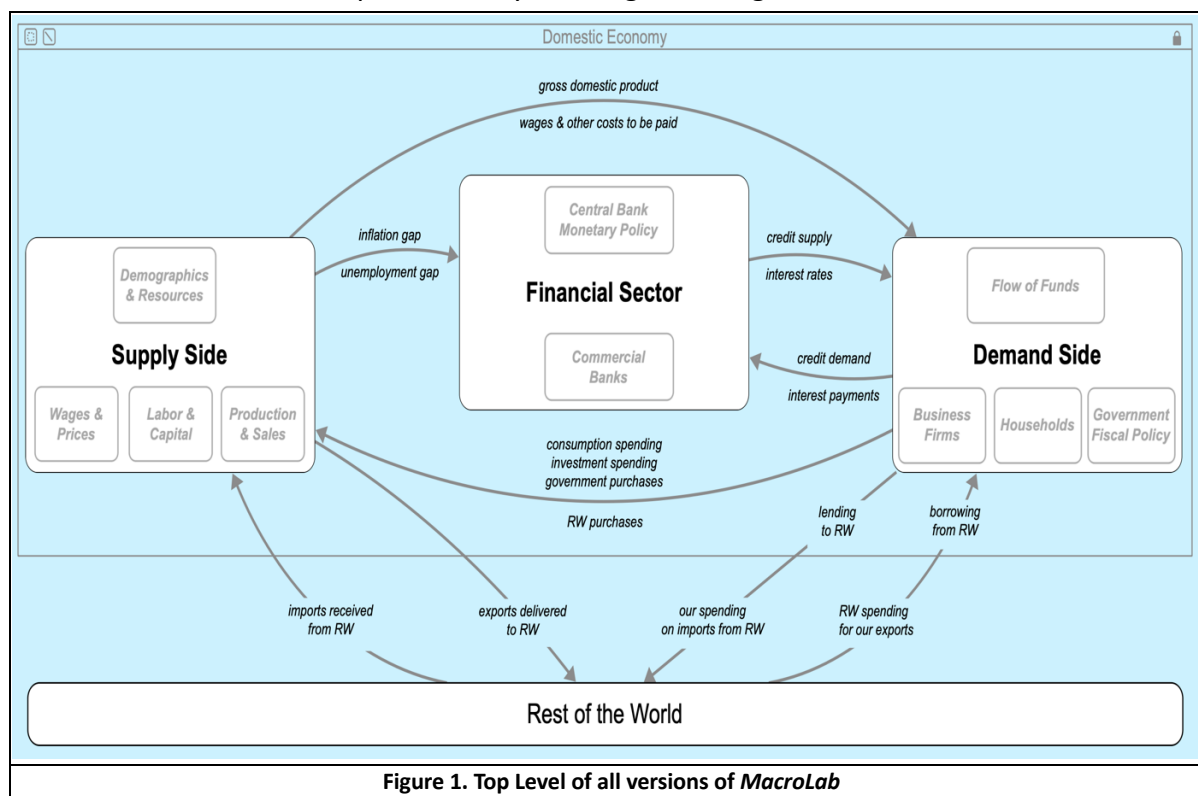 Domestic Economy
gross domestic product
wages & other costs to be paid
Central Bank
Monetary Policy
inflation gap
unemployment gap
credit supply
interest rates
Demographics
& Resources
Financial Sector
Flow of Funds
Supply Side
Commercial
Banks
credit demand
interest payments
Demand Side
Wages &
Prices
Labor &
Capital
Production
& Sales
Business
Firms
Households
Government
Fiscal Policy
consumption spending
investment spending
government purchases
RW purchases
lending
to RW
borrowing
from RW
imports received
from RW
exports delivered
to RW
our spending
on imports from RW
RW spending
for our exports
Rest of the World
Figure 1. Top Level of all versions of MacroLab